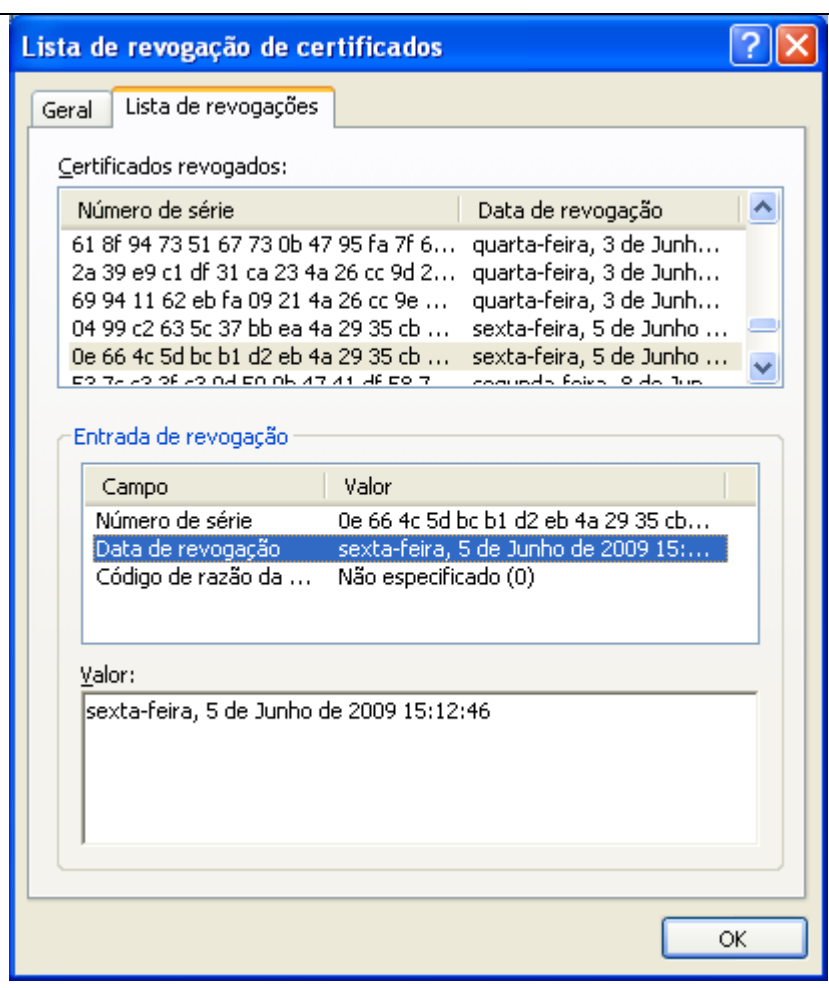 Lista de revogação de certificados
Geral Lista de revogações
Certificados revogados:
Número de série Data de revogação
61 8f 94 73 51 67 73 0b 47 95 fa 7f 6... quarta-feira, 3 de Junh...
2a 39 e9 c1 df 31 ca 23 4a 26 cc 9d 2... quarta-feira, 3 de Junh...
69 94 11 62 eb fa 09 21 4a 26 cc 9e ... quarta-feira, 3 de Junh...
04 99 c2 63 5c 37 bb ea 4a 29 35 cb ... sexta-feira, 5 de Junho ...
0e 66 4c 5d bc b1 d2 eb 4a 29 35 cb ... sexta-feira, 5 de Junho ...
47 41 df segunda-feira, 8 de Jun
Entrada de revogação
Campo Valor
Número de série 0e 66 4c 5d bc b1 d2 eb 4a 29 35 cb...
Data de revogação sexta-feira, 5 de Junho de 2009 15:...
Código de razão da ... Não especificado (0)
Valor:
sexta-feira, 5 de Junho de 2009 15:12:46
OK